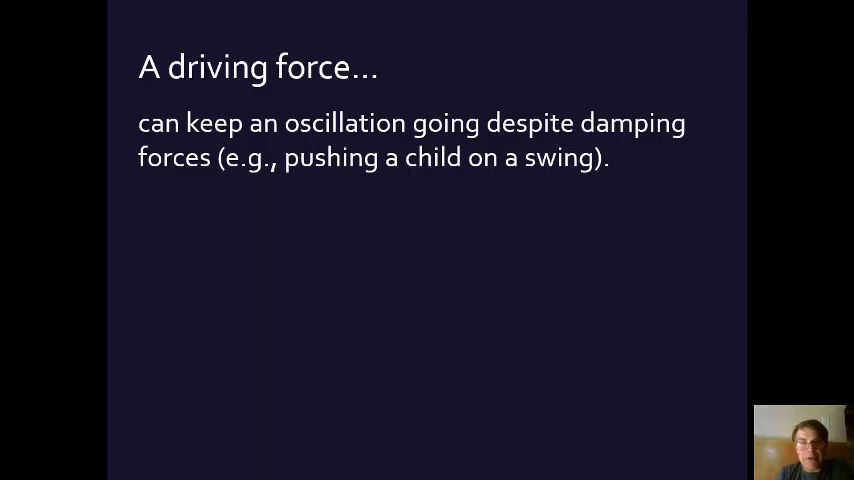 A driving force...
can keep an oscillation going despite damping
forces (e.g., pushing a child on a swing).